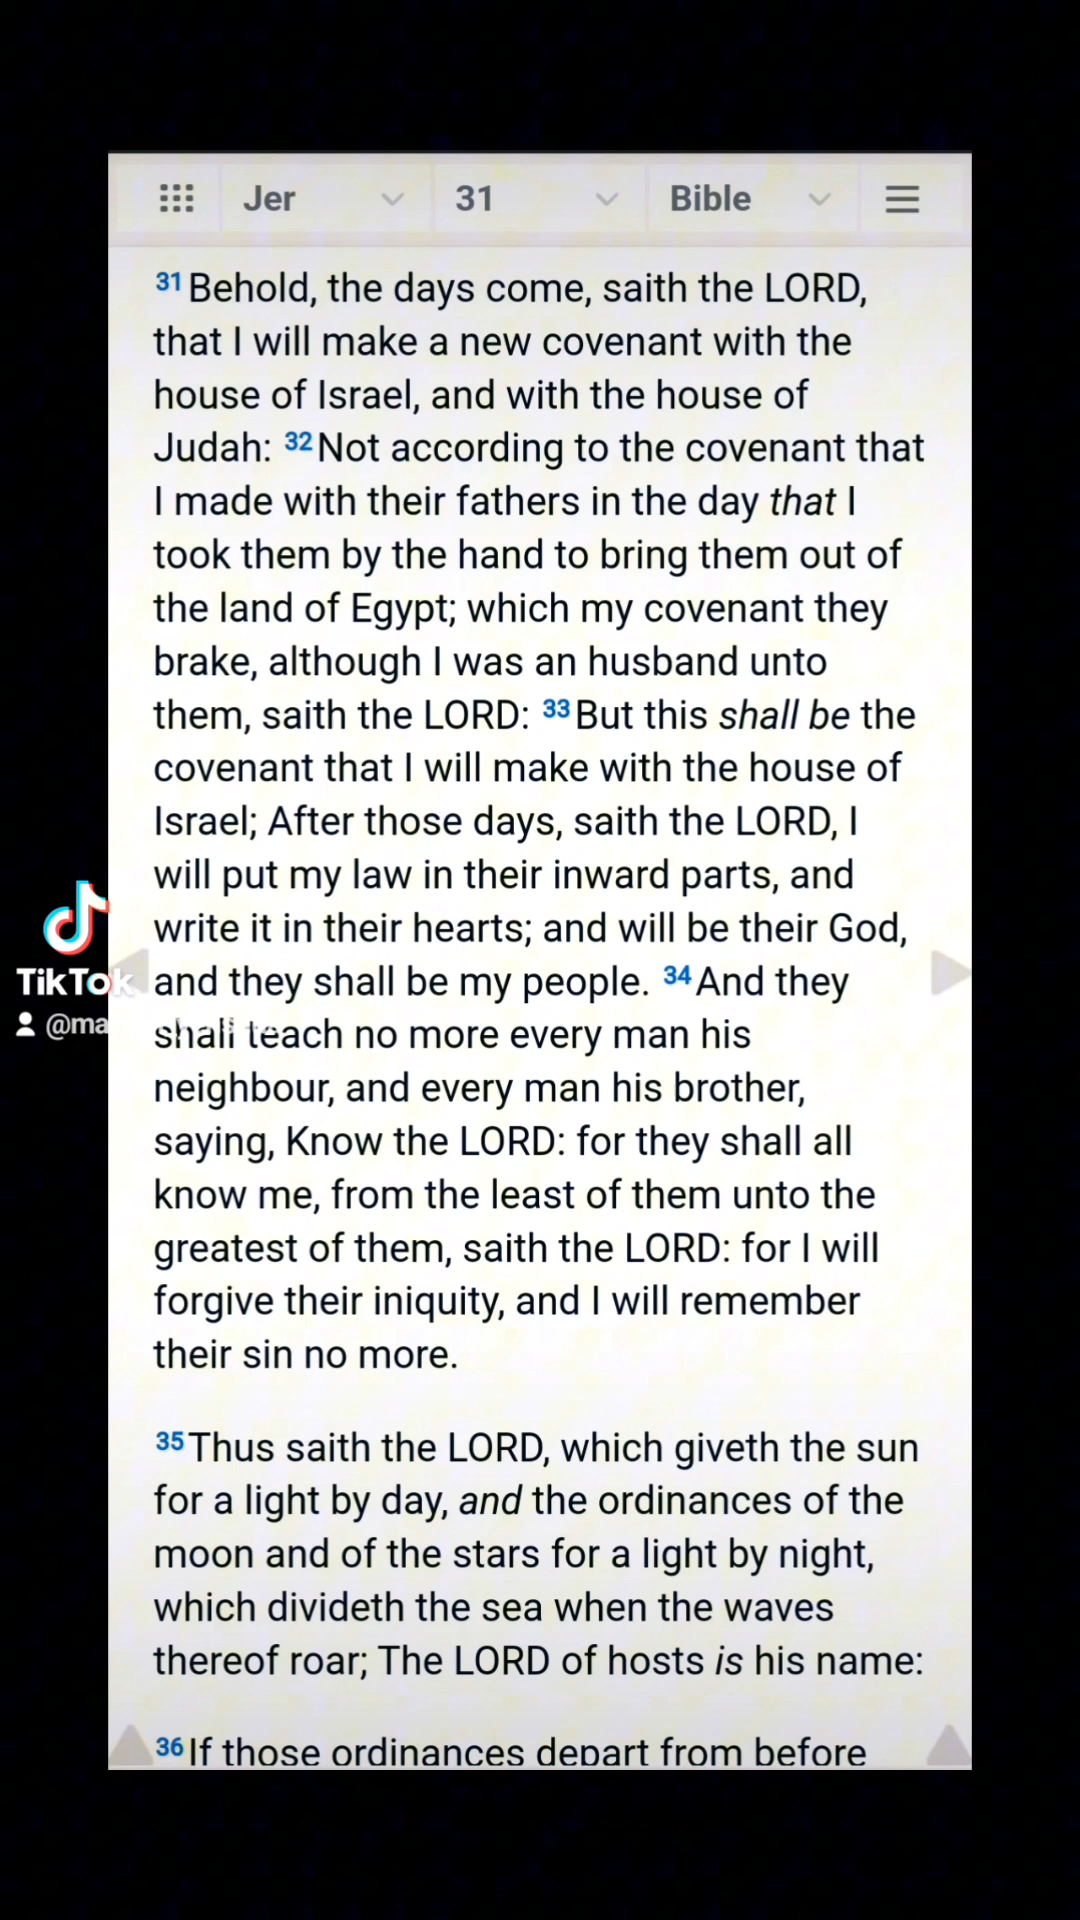 Jer 31 Bible
31 Behold, the days come, saith the LORD,
that I will make a new covenant with the
house of Israel, and with the house of
Judah: 32 Not according to the covenant that
I made with their fathers in the day that I
took them by the hand to bring them out of
the land of Egypt; which my covenant they
brake, although I was an husband unto
them, saith the LORD: 33 But this shall be the
covenant that I will make with the house of
Israel; After those days, saith the LORD, I
will put my law in their inward parts, and
write it in their hearts; and will be their God,
and they shall be my people. 34 And they
shall teach no more every man his
neighbour, and every man his brother,
saying, Know the LORD: for they shall all
know me, from the least of them unto the
greatest of them, saith the LORD: for I will
forgive their iniquity, and I will remember
their sin no more.
35 Thus saith the LORD, which giveth the sun
for a light by day, and the ordinances of the
moon and of the stars for a light by night,
which divideth the sea when the waves
thereof roar; The LORD of hosts is his name:
36 If those ordinances depart from before
TikTok